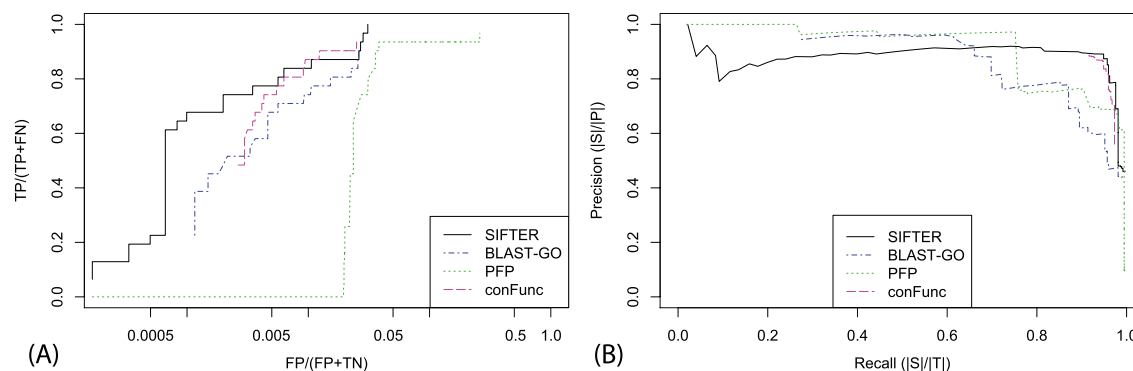 1.0
0.8
0.6
0.4
0.2
0.0
TP/(TP+FN)
SIFTER
BLAST-GO
PFP
conFunc
0.0005 0.005 0.05 0.5 1.0
FP/(FP+TN)
(A)
1.0
0.8
0.6
0.4
0.2
0.0
Precision (|S|/|P|)
SIFTER
BLAST-GO
PFP
conFunc
0.0 0.2 0.4 0.6 0.8 1.0
Recall (|S|/|T|)
(B)